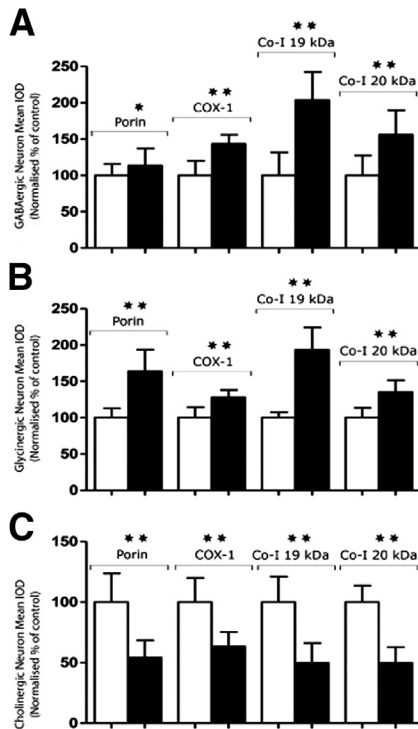 A
GABAergic Neuron Mean IOD
(Normalised % of control)
250
200
150
100
50
0
* Porin
** COX-1
** Co-I 19 kDa
** Co-I 20 kDa
B
Glycinergic Neuron Mean IOD
(Normalised % of control)
250
200
150
100
50
0
** Porin
** COX-1
** Co-I 19 kDa
** Co-I 20 kDa
C
Cholinergic Neuron Mean IOD
(Normalised % of control)
150
100
50
0
** Porin
** COX-1
** Co-I 19 kDa
** Co-I 20 kDa